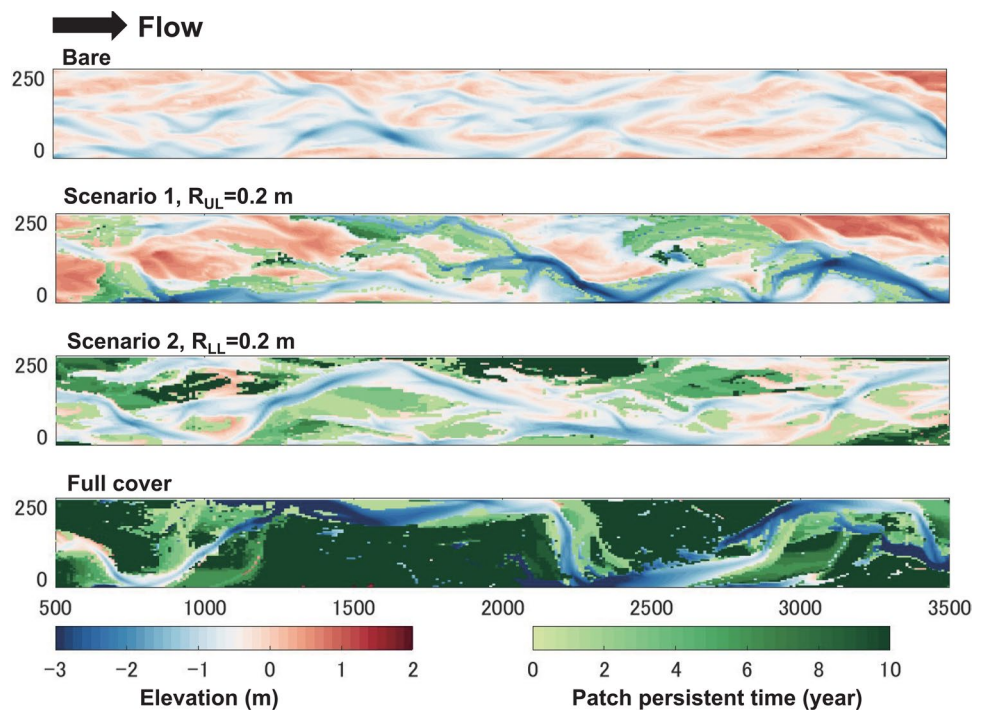 Flow
Bare
250
0
Scenario 1, R_UL=0.2 m
250
0
Scenario 2, R_LL=0.2 m
250
0
Full cover
250
0
500 1000 1500 2000 2500 3000 3500
−3 −2 −1 0 1 2
0 2 4 6 8 10
Elevation (m)
Patch persistent time (year)